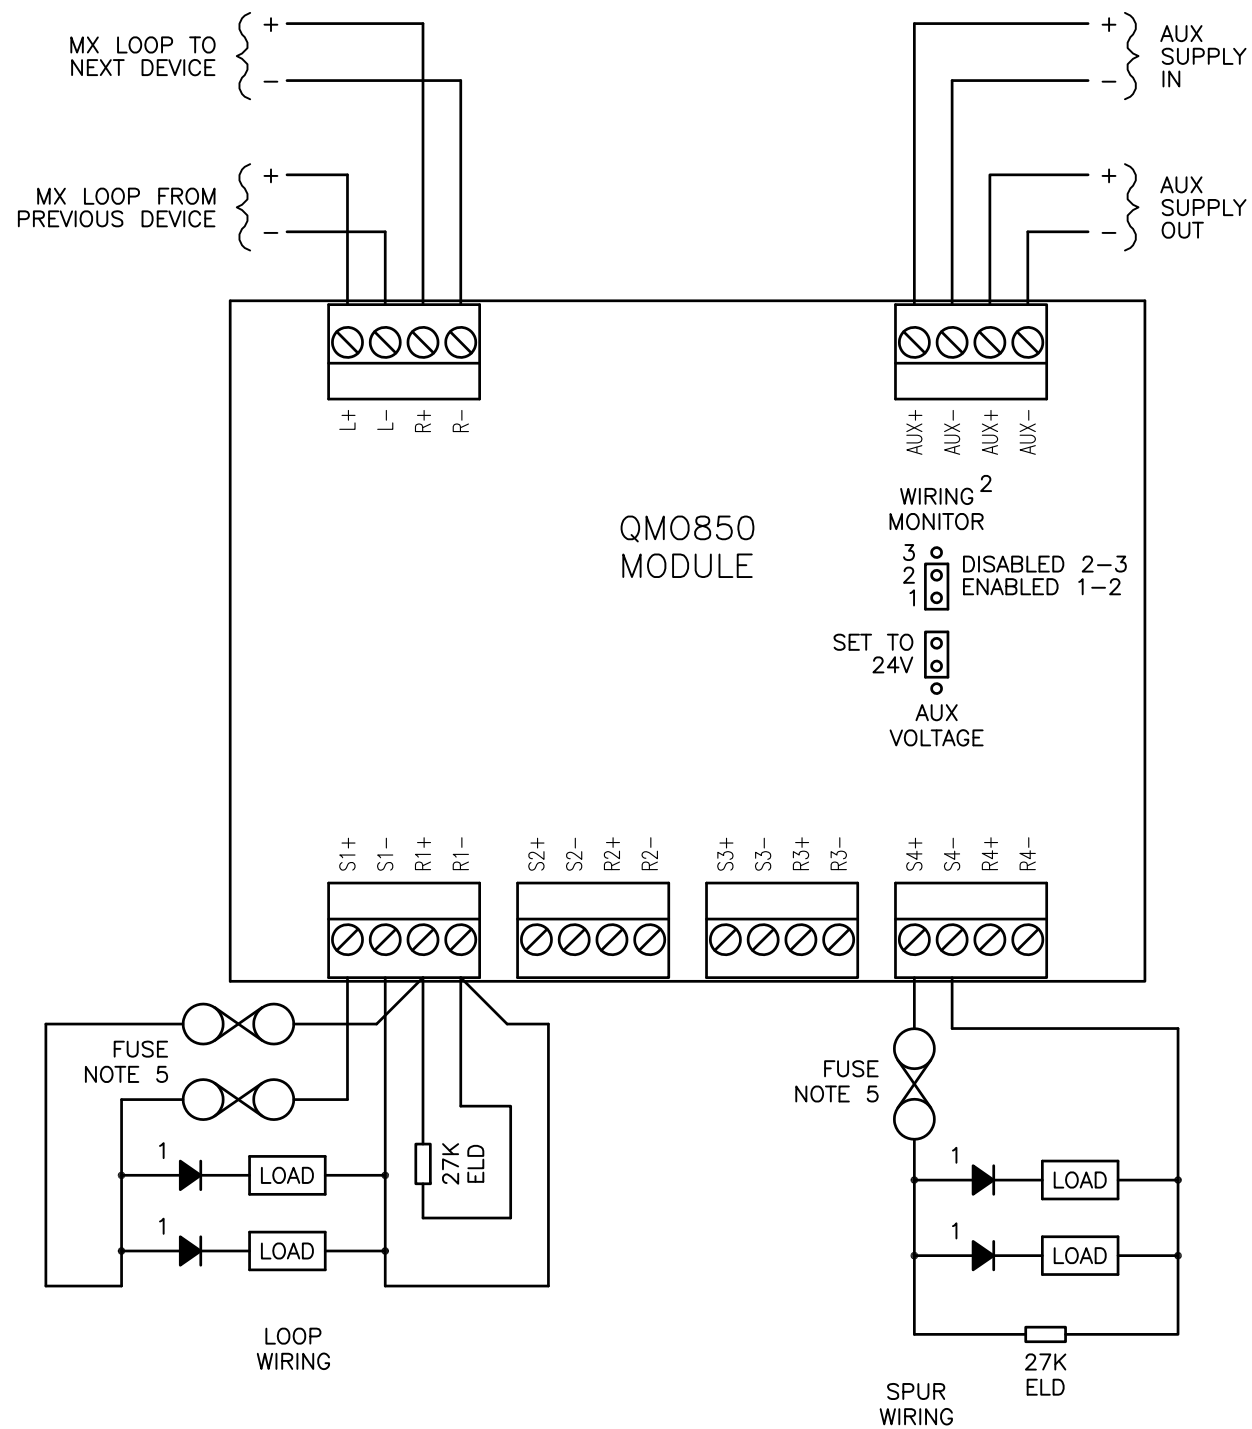 MX LOOP TO
NEXT DEVICE
+
−
MX LOOP FROM
PREVIOUS DEVICE
+
−
+
−
AUX
SUPPLY
IN
+
−
AUX
SUPPLY
OUT
L+ L- R+ R-
AUX+ AUX- AUX+ AUX-
WIRING 2
MONITOR
QMO850
MODULE
3
2
1
DISABLED 2-3
ENABLED 1-2
SET TO
24V
AUX
VOLTAGE
S1+ S1- R1+ R1-
S2+ S2- R2+ R2-
S3+ S3- R3+ R3-
S4+ S4- R4+ R4-
FUSE
NOTE 5
1
LOAD
1
LOAD
27K
ELD
LOOP
WIRING
FUSE
NOTE 5
1
LOAD
1
LOAD
27K
ELD
SPUR
WIRING